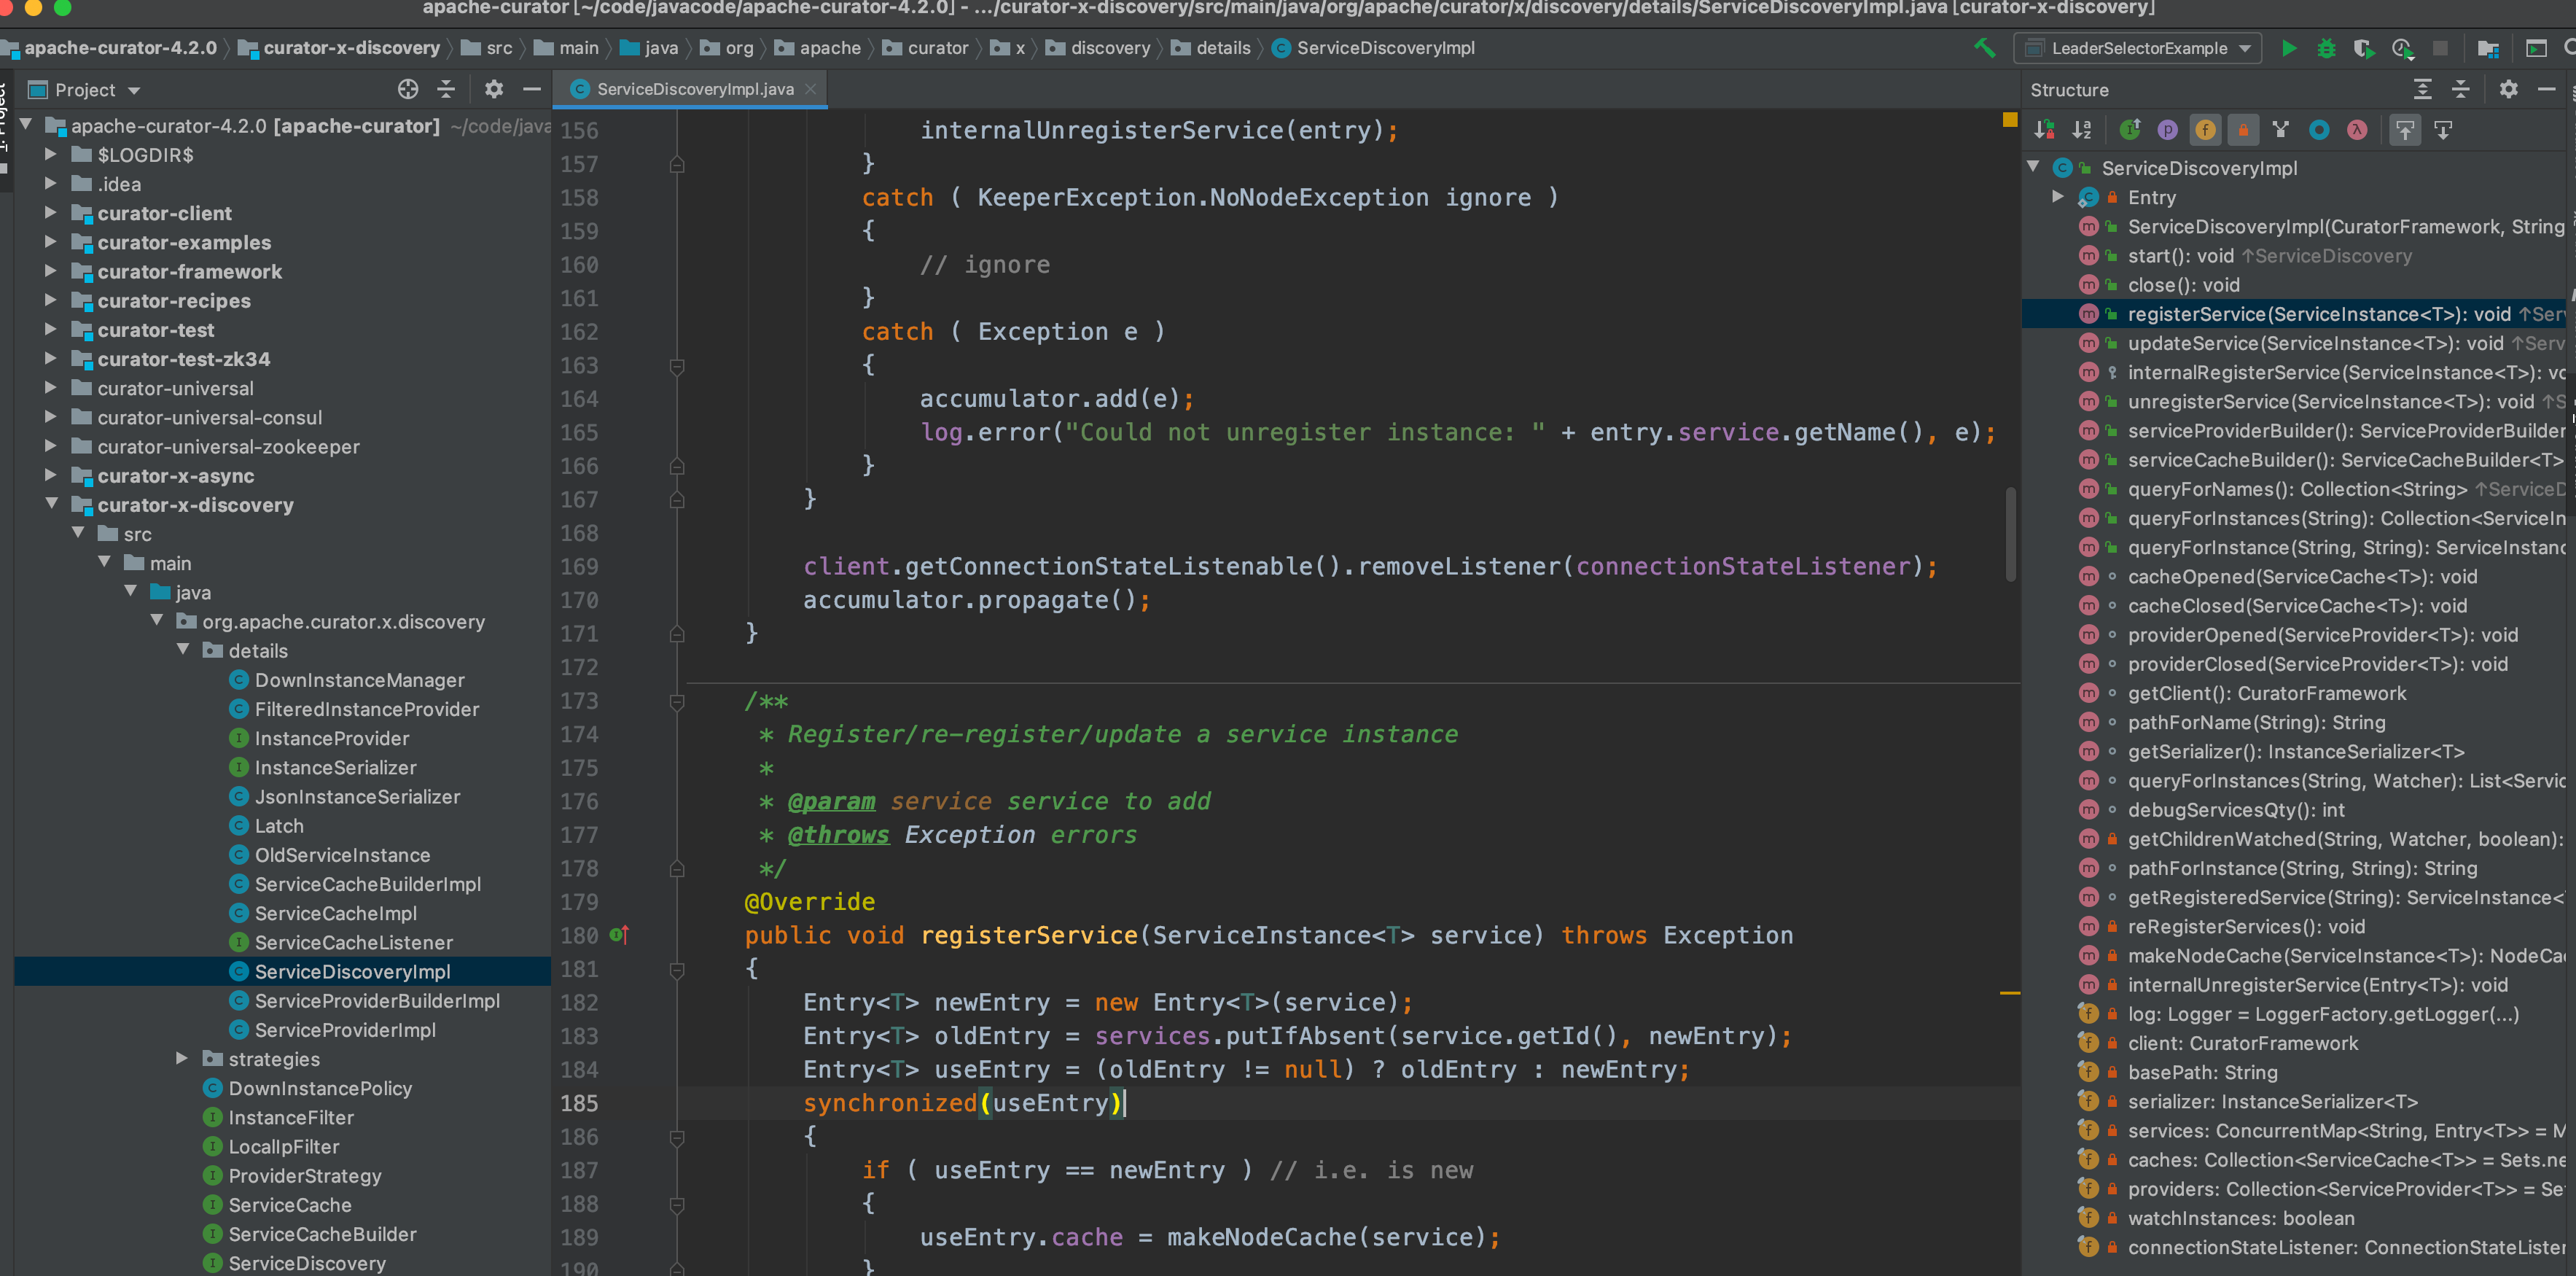 apache-curator [~/code/javacode/apache-curator-4.2.0] - .../curator-x-discovery/src/main/java/org/apache/curator/x/discovery/details/ServiceDiscoveryImpl.java [curator-x-discovery]
apache-curator-4.2.0 curator-x-discovery src main java org apache curator x discovery details ServiceDiscoveryImpl LeaderSelectorExample
Project
ServiceDiscoveryImpl.java
Structure
apache-curator-4.2.0 [apache-curator] ~/code/java
$LOGDIR$
.idea
curator-client
curator-examples
curator-framework
curator-recipes
curator-test
curator-test-zk34
curator-universal
curator-universal-consul
curator-universal-zookeeper
curator-x-async
curator-x-discovery
src
main
java
org.apache.curator.x.discovery
details
DownInstanceManager
FilteredInstanceProvider
InstanceProvider
InstanceSerializer
JsonInstanceSerializer
Latch
OldServiceInstance
ServiceCacheBuilderImpl
ServiceCacheImpl
ServiceCacheListener
ServiceDiscoveryImpl
ServiceProviderBuilderImpl
ServiceProviderImpl
strategies
DownInstancePolicy
InstanceFilter
LocalIpFilter
ProviderStrategy
ServiceCache
ServiceCacheBuilder
ServiceDiscovery
156 internalUnregisterService(entry);
157 }
158 catch ( KeeperException.NoNodeException ignore )
159 {
160 // ignore
161 }
162 catch ( Exception e )
163 {
164 accumulator.add(e);
165 log.error("Could not unregister instance: " + entry.service.getName(), e);
166 }
167 }
168
169 client.getConnectionStateListenable().removeListener(connectionStateListener);
170 accumulator.propagate();
171 }
172
173 /**
174 * Register/re-register/update a service instance
175 *
176 * @param service service to add
177 * @throws Exception errors
178 */
179 @Override
180 public void registerService(ServiceInstance<T> service) throws Exception
181 {
182 Entry<T> newEntry = new Entry<T>(service);
183 Entry<T> oldEntry = services.putIfAbsent(service.getId(), newEntry);
184 Entry<T> useEntry = (oldEntry != null) ? oldEntry : newEntry;
185 synchronized(useEntry)
186 {
187 if ( useEntry == newEntry ) // i.e. is new
188 {
189 useEntry.cache = makeNodeCache(service);
190 }
ServiceDiscoveryImpl
Entry
ServiceDiscoveryImpl(CuratorFramework, String
start(): void ↑ServiceDiscovery
close(): void
registerService(ServiceInstance<T>): void ↑Ser
updateService(ServiceInstance<T>): void ↑Serv
internalRegisterService(ServiceInstance<T>): vo
unregisterService(ServiceInstance<T>): void ↑S
serviceProviderBuilder(): ServiceProviderBuilder
serviceCacheBuilder(): ServiceCacheBuilder<T>
queryForNames(): Collection<String> ↑ServiceD
queryForInstances(String): Collection<ServiceIn
queryForInstance(String, String): ServiceInstanc
cacheOpened(ServiceCache<T>): void
cacheClosed(ServiceCache<T>): void
providerOpened(ServiceProvider<T>): void
providerClosed(ServiceProvider<T>): void
getClient(): CuratorFramework
pathForName(String): String
getSerializer(): InstanceSerializer<T>
queryForInstances(String, Watcher): List<Servic
debugServicesQty(): int
getChildrenWatched(String, Watcher, boolean):
pathForInstance(String, String): String
getRegisteredService(String): ServiceInstance<
reRegisterServices(): void
makeNodeCache(ServiceInstance<T>): NodeCa
internalUnregisterService(Entry<T>): void
log: Logger = LoggerFactory.getLogger(...)
client: CuratorFramework
basePath: String
serializer: InstanceSerializer<T>
services: ConcurrentMap<String, Entry<T>> = M
caches: Collection<ServiceCache<T>> = Sets.ne
providers: Collection<ServiceProvider<T>> = Se
watchInstances: boolean
connectionStateListener: ConnectionStateLister